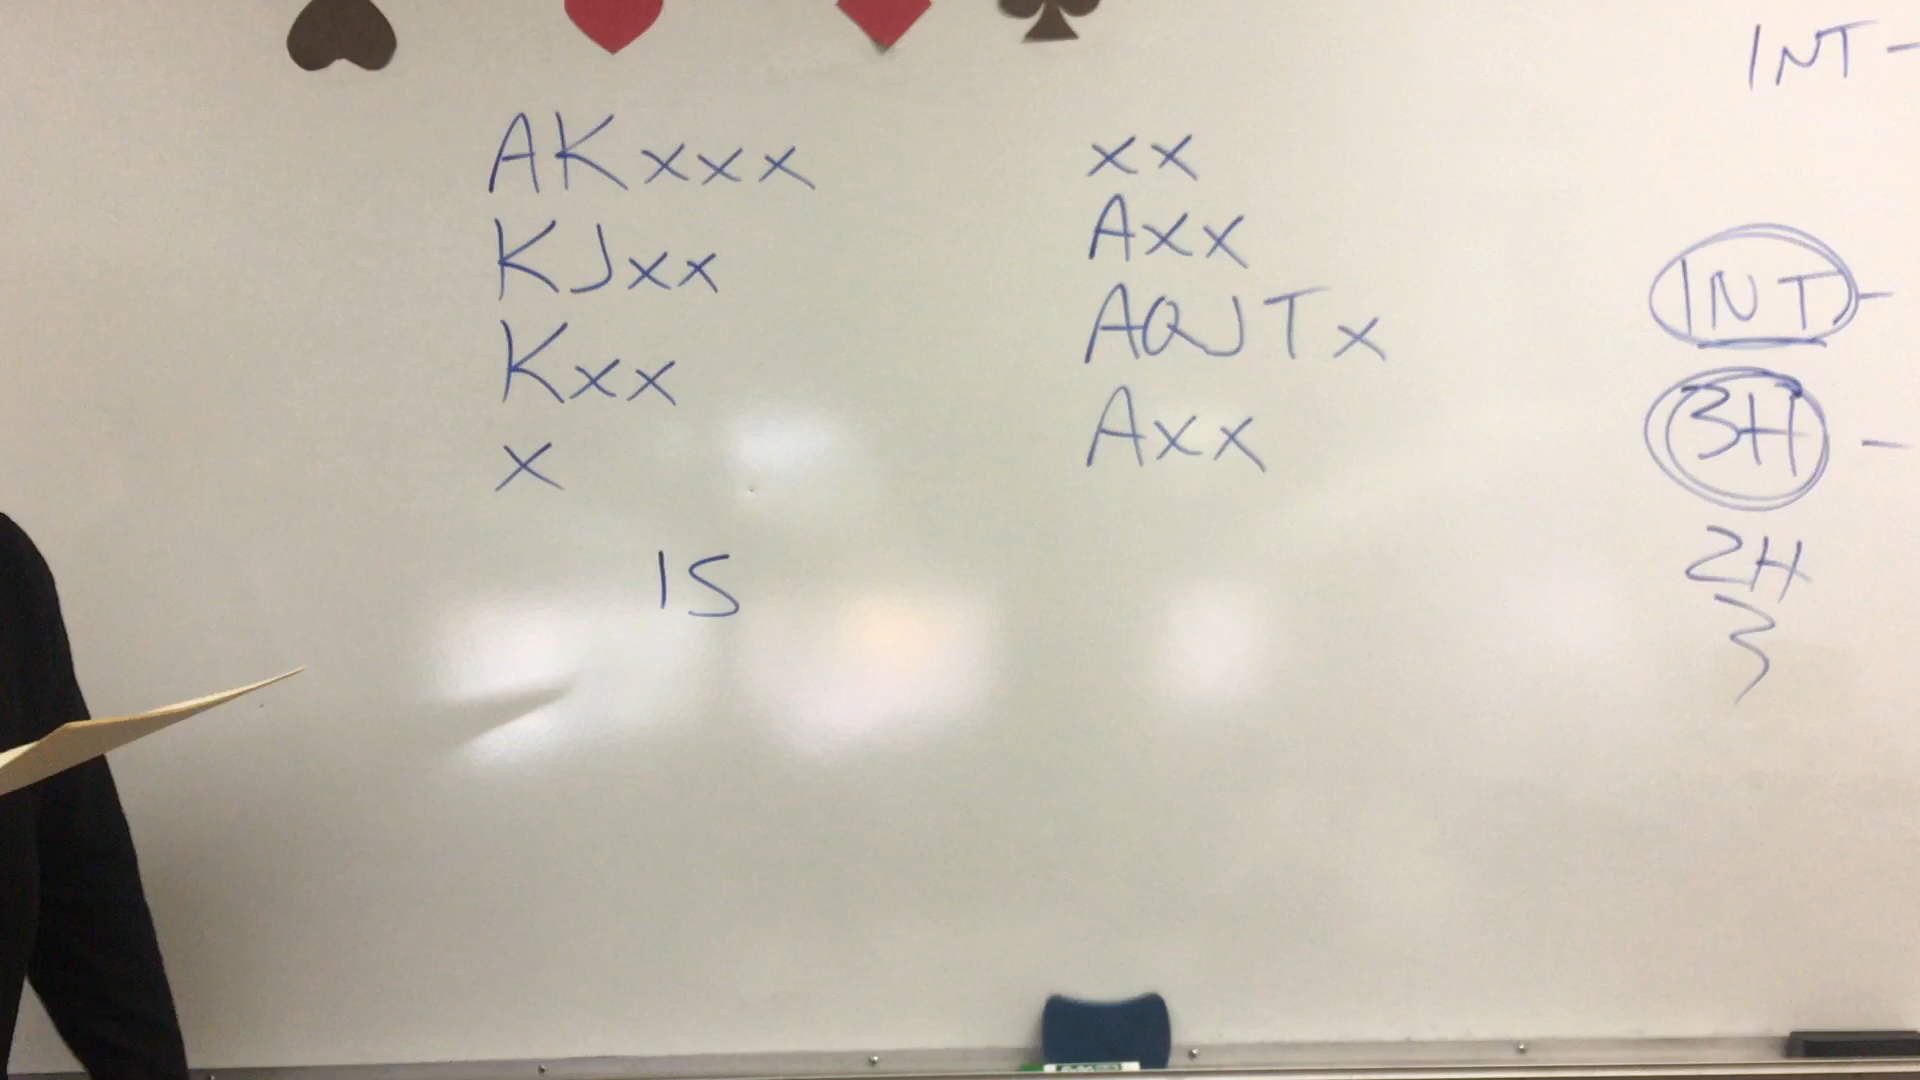 AKxxx
KJxx
Kxx
x
1S
xx
Axx
AQJTx
Axx
1NT -
1NT -
3H -
2H